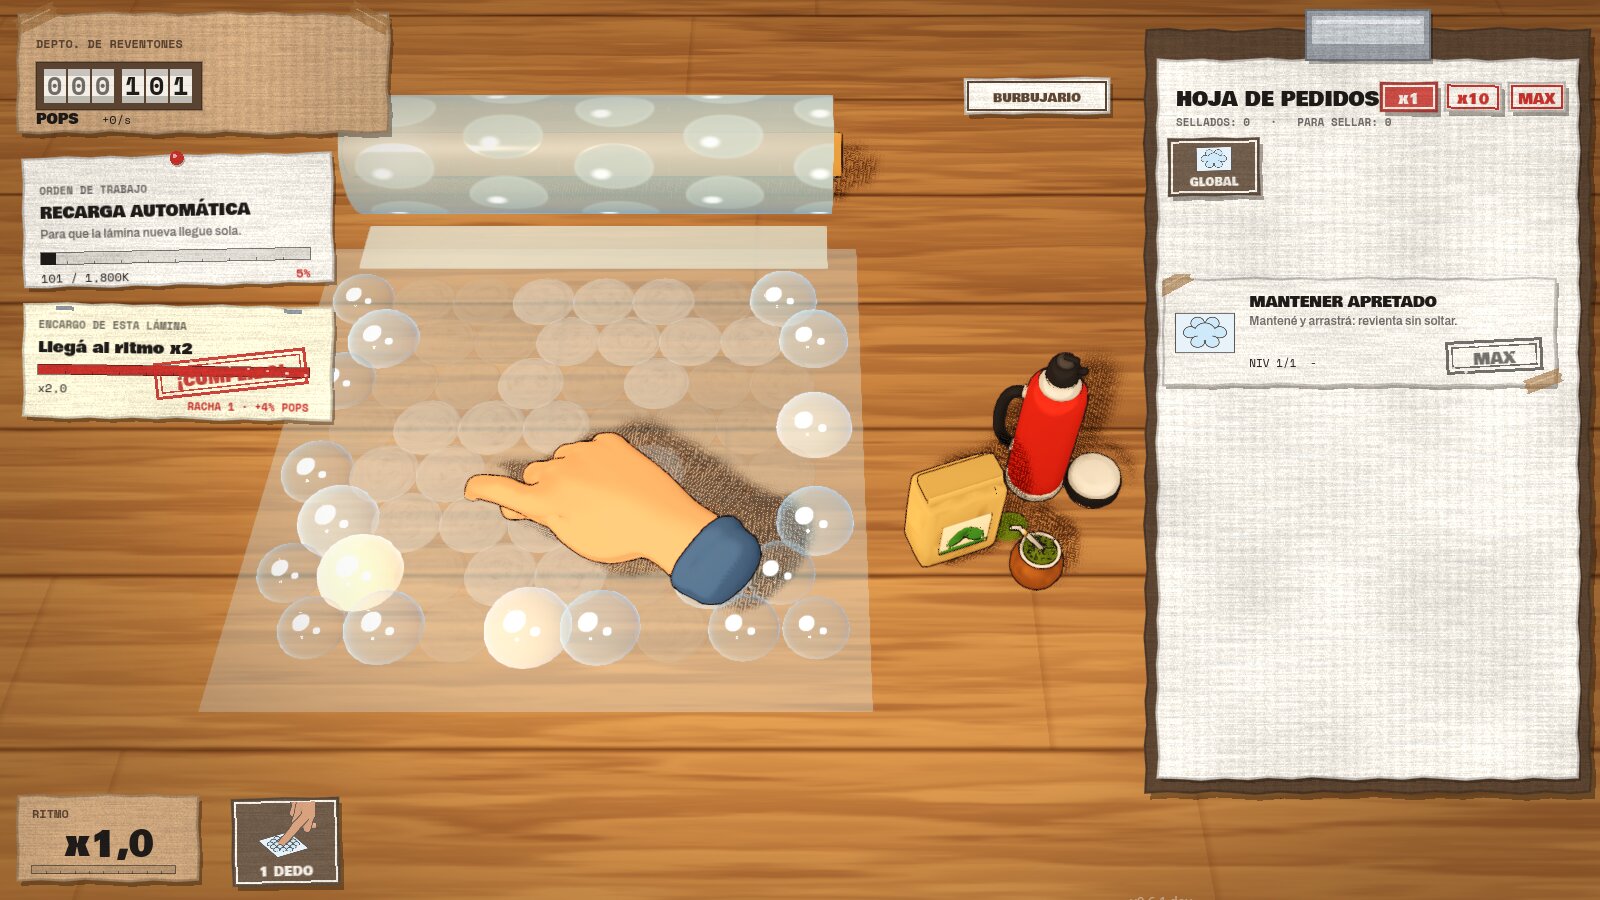 DEPTO. DE REVENTONES
000101
POPS +0/s
ORDEN DE TRABAJO
RECARGA AUTOMÁTICA
Para que la lámina nueva llegue sola.
101 / 1.800K
5%
ENCARGO DE ESTA LÁMINA
Llegá al ritmo x2
x2.0
RACHA 1 · +4% POPS
BURBUJARIO
HOJA DE PEDIDOS
x1
x10
MAX
SELLADOS: 0 · PARA SELLAR: 0
GLOBAL
MANTENER APRETADO
Mantené y arrastrá: revienta sin soltar.
NIV 1/1 -
MAX
RITMO
x1,0
1 DEDO